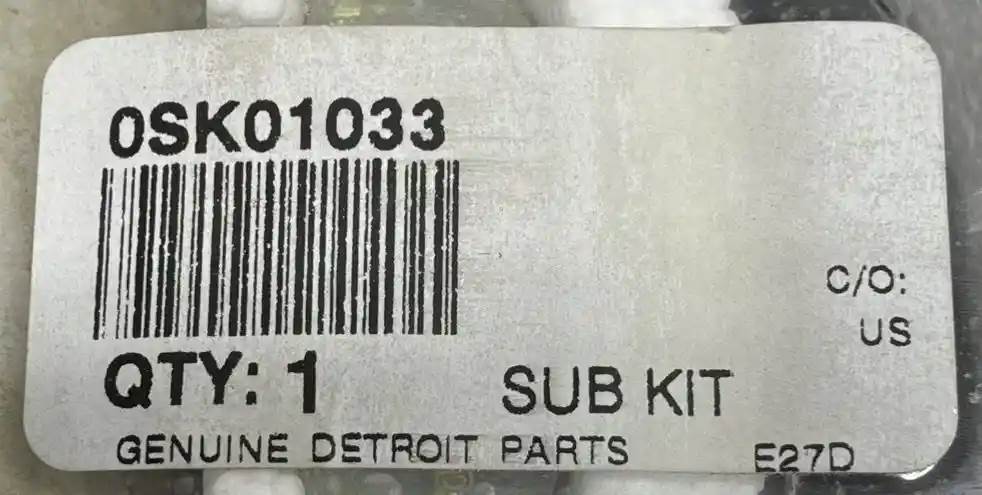 0SK01033
C/O:
US
QTY: 1
SUB KIT
GENUINE DETROIT PARTS
E27D